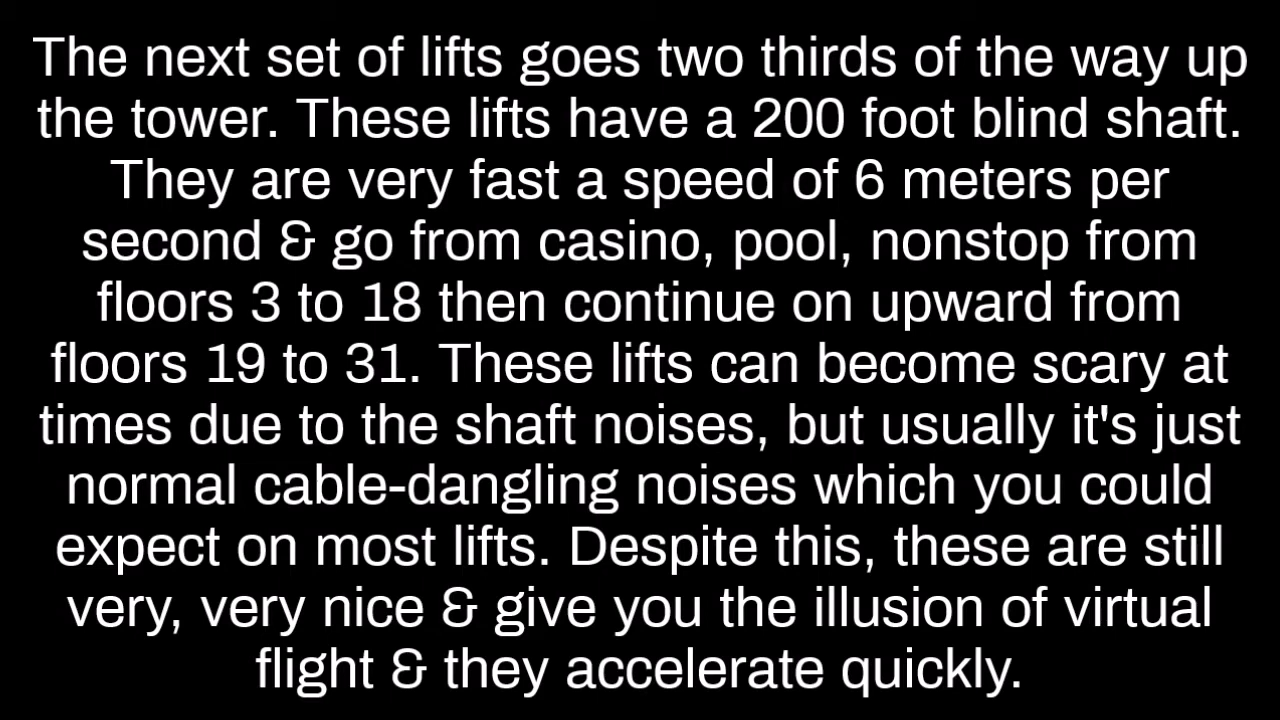 The next set of lifts goes two thirds of the way up
the tower. These lifts have a 200 foot blind shaft.
They are very fast a speed of 6 meters per
second & go from casino, pool, nonstop from
floors 3 to 18 then continue on upward from
floors 19 to 31. These lifts can become scary at
times due to the shaft noises, but usually it's just
normal cable-dangling noises which you could
expect on most lifts. Despite this, these are still
very, very nice & give you the illusion of virtual
flight & they accelerate quickly.